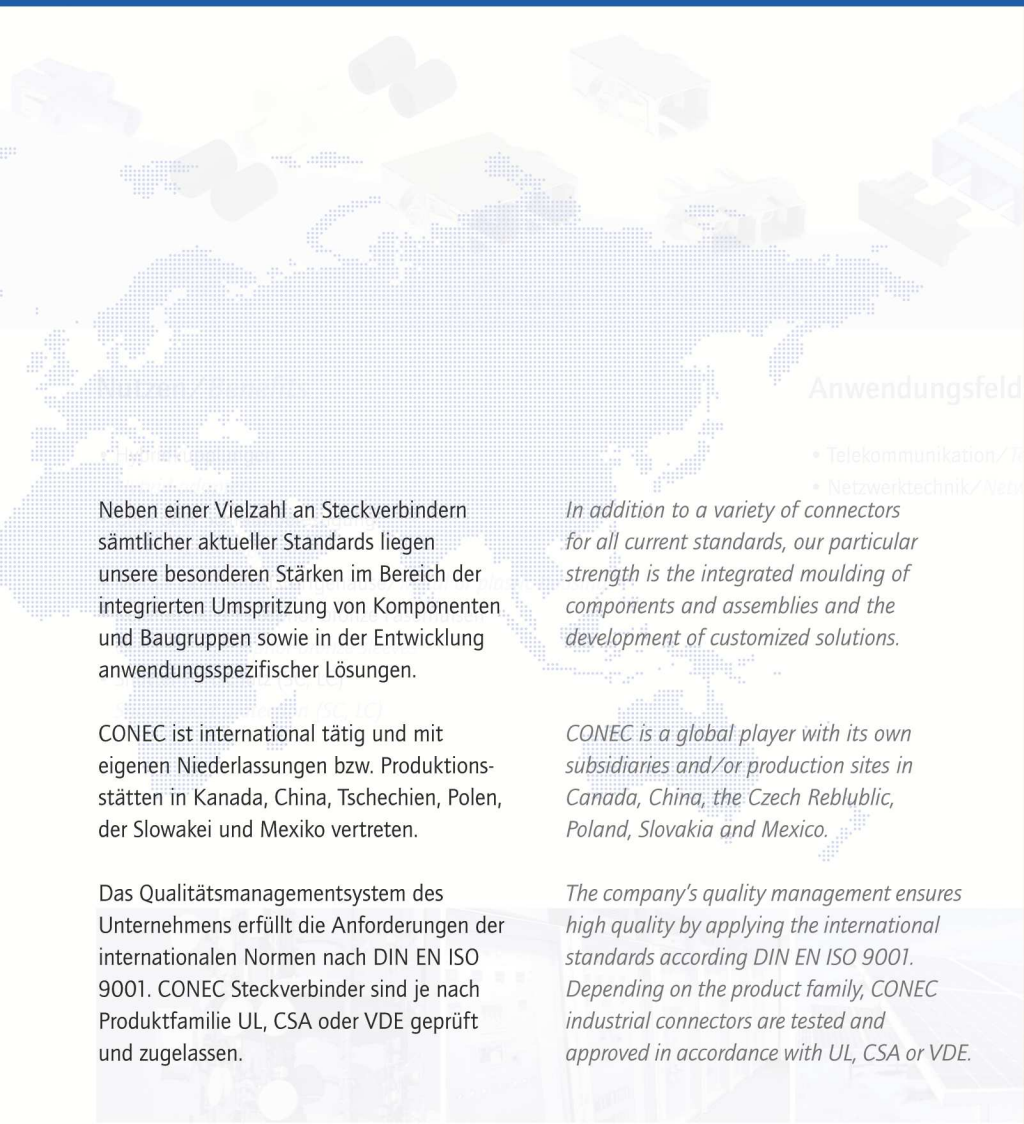 Nutzen/
Anwendungsfeld
• Telekommunikation/
• Netzwerktechnik/
Neben einer Vielzahl an Steckverbindern
sämtlicher aktueller Standards liegen
unsere besonderen Stärken im Bereich der
integrierten Umspritzung von Komponenten
und Baugruppen sowie in der Entwicklung
anwendungsspezifischer Lösungen.
CONEC ist international tätig und mit
eigenen Niederlassungen bzw. Produktions-
stätten in Kanada, China, Tschechien, Polen,
der Slowakei und Mexiko vertreten.
Das Qualitätsmanagementsystem des
Unternehmens erfüllt die Anforderungen der
internationalen Normen nach DIN EN ISO
9001. CONEC Steckverbinder sind je nach
Produktfamilie UL, CSA oder VDE geprüft
und zugelassen.
In addition to a variety of connectors
for all current standards, our particular
strength is the integrated moulding of
components and assemblies and the
development of customized solutions.
CONEC is a global player with its own
subsidiaries and/or production sites in
Canada, China, the Czech Reblublic,
Poland, Slovakia and Mexico.
The company's quality management ensures
high quality by applying the international
standards according DIN EN ISO 9001.
Depending on the product family, CONEC
industrial connectors are tested and
approved in accordance with UL, CSA or VDE.